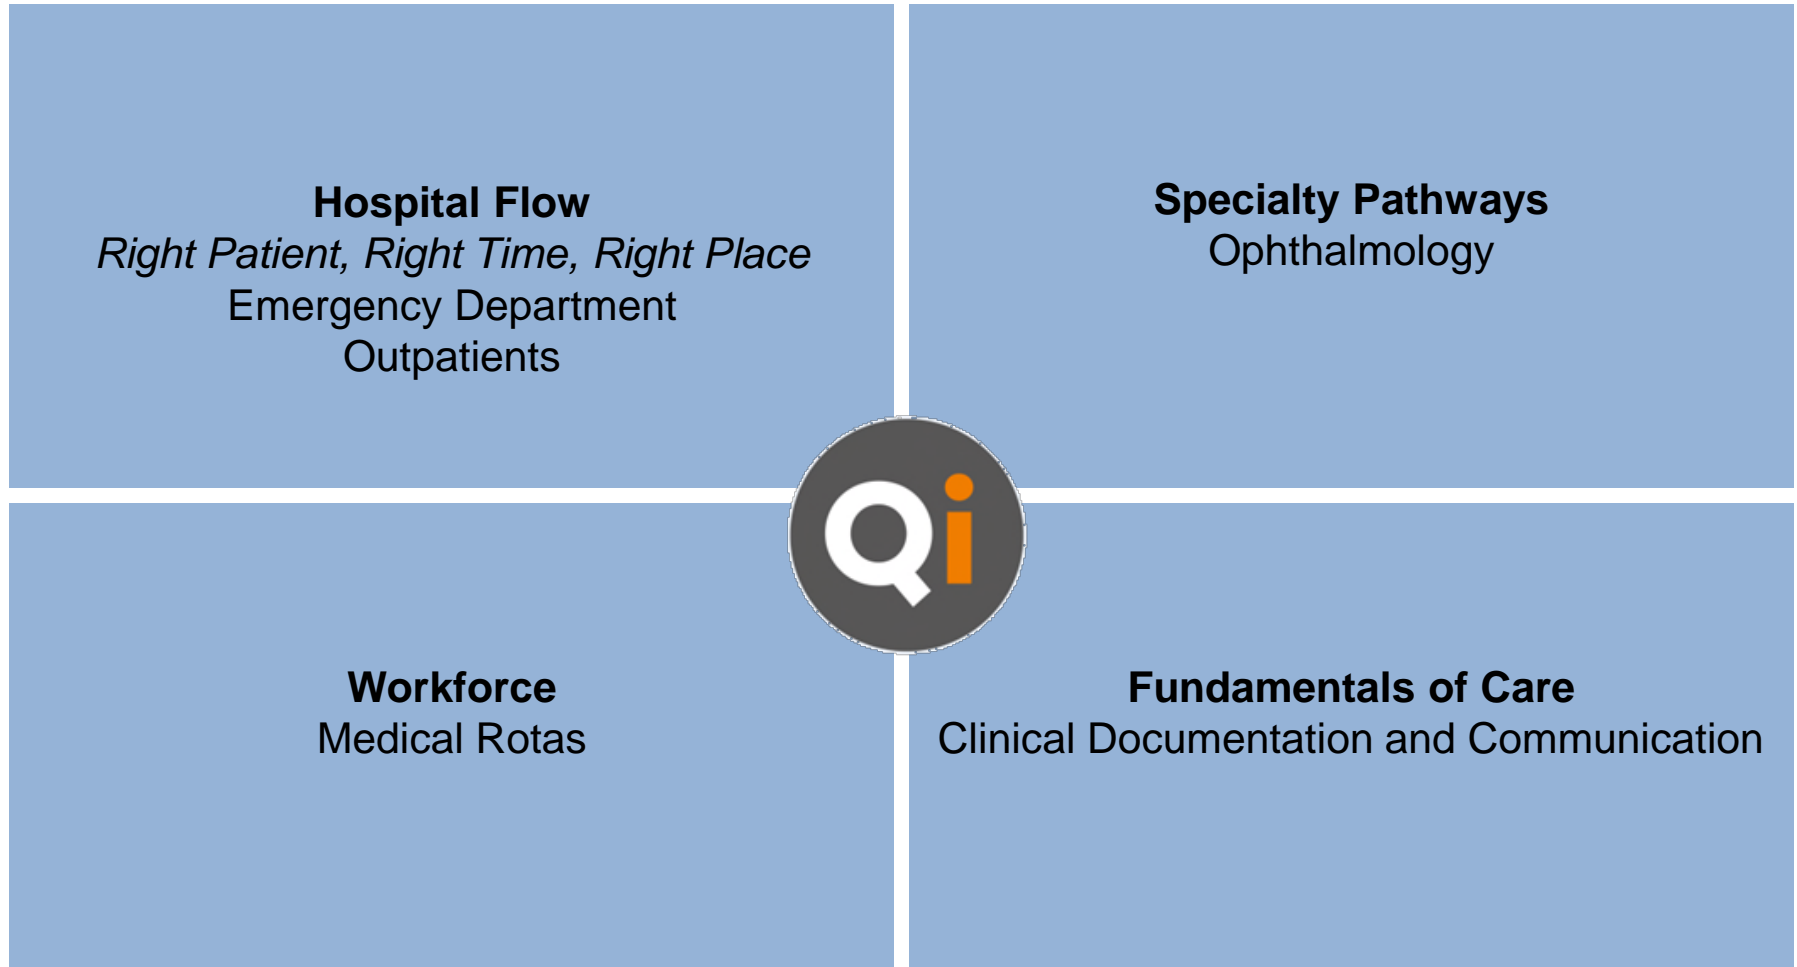 Hospital Flow
Right Patient, Right Time, Right Place
Emergency Department
Outpatients
Specialty Pathways
Ophthalmology
Qi
Workforce
Medical Rotas
Fundamentals of Care
Clinical Documentation and Communication